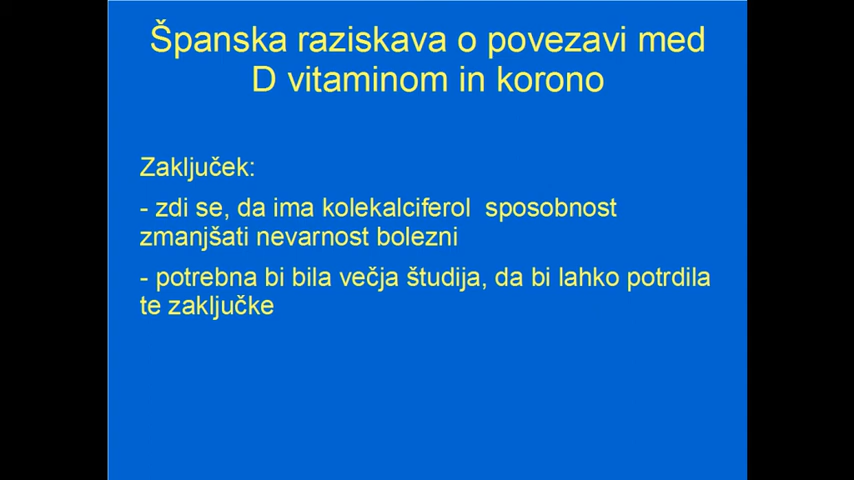 Španska raziskava o povezavi med
D vitaminom in korono
Zaključek:
- zdi se, da ima kolekalciferol  sposobnost
zmanjšati nevarnost bolezni
- potrebna bi bila večja študija, da bi lahko potrdila
te zaključke